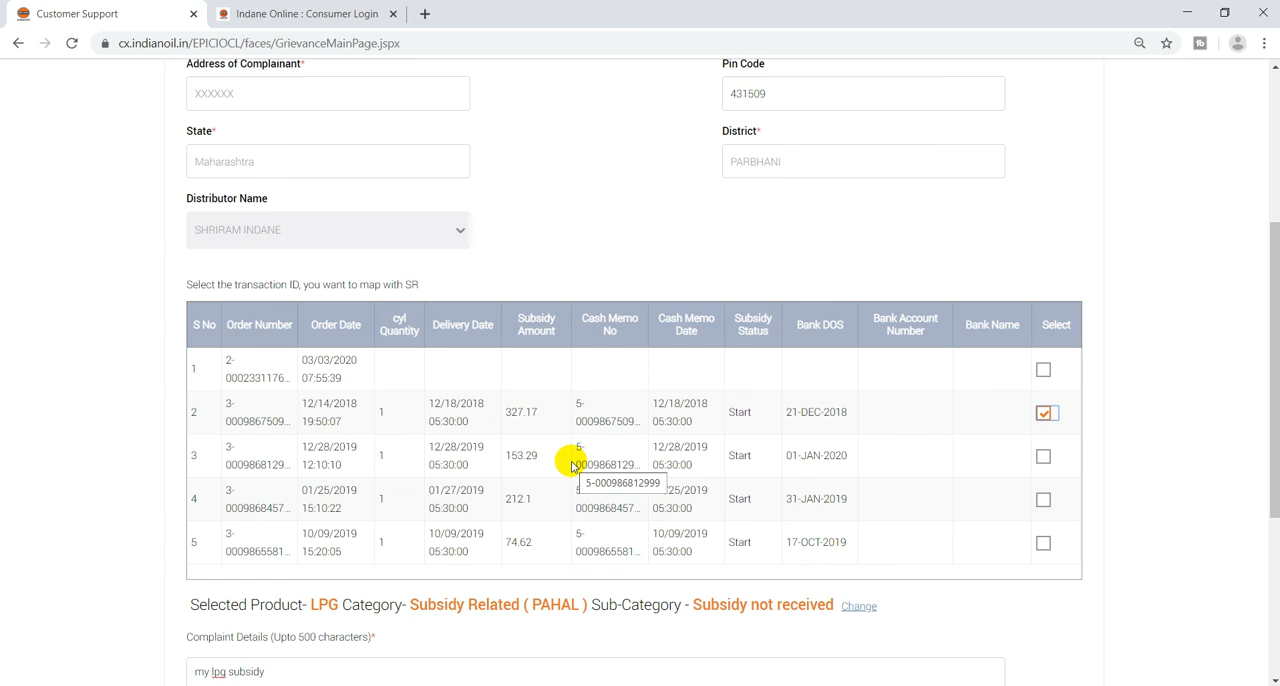 Customer Support
Indane Online : Consumer Login
cx.indianoil.in/EPICIOCL/faces/GrievanceMainPage.jspx
Address of Complainant*
Pin Code
XXXXXX
431509
State*
District*
Maharashtra
PARBHANI
Distributor Name
SHRIRAM INDANE
Select the transaction ID, you want to map with SR
S No Order Number Order Date cyl Quantity Delivery Date Subsidy Amount Cash Memo No Cash Memo Date Subsidy Status Bank DOS Bank Account Number Bank Name Select
1 2-0002331176... 03/03/2020 07:55:39
2 3-0009867509... 12/14/2018 19:50:07 1 12/18/2018 05:30:00 327.17 5-0009867509... 12/18/2018 05:30:00 Start 21-DEC-2018
3 3-0009868129... 12/28/2019 12:10:10 1 12/28/2019 05:30:00 153.29 5-0009868129... 12/28/2019 05:30:00 Start 01-JAN-2020
5-000986812999
4 3-0009868457... 01/25/2019 15:10:22 1 01/27/2019 05:30:00 212.1 0009868457... 25/2019 05:30:00 Start 31-JAN-2019
5 3-0009865581... 10/09/2019 15:20:05 1 10/09/2019 05:30:00 74.62 5-0009865581... 10/09/2019 05:30:00 Start 17-OCT-2019
Selected Product- LPG Category- Subsidy Related ( PAHAL ) Sub-Category - Subsidy not received Change
Complaint Details (Upto 500 characters)*
my lpg subsidy